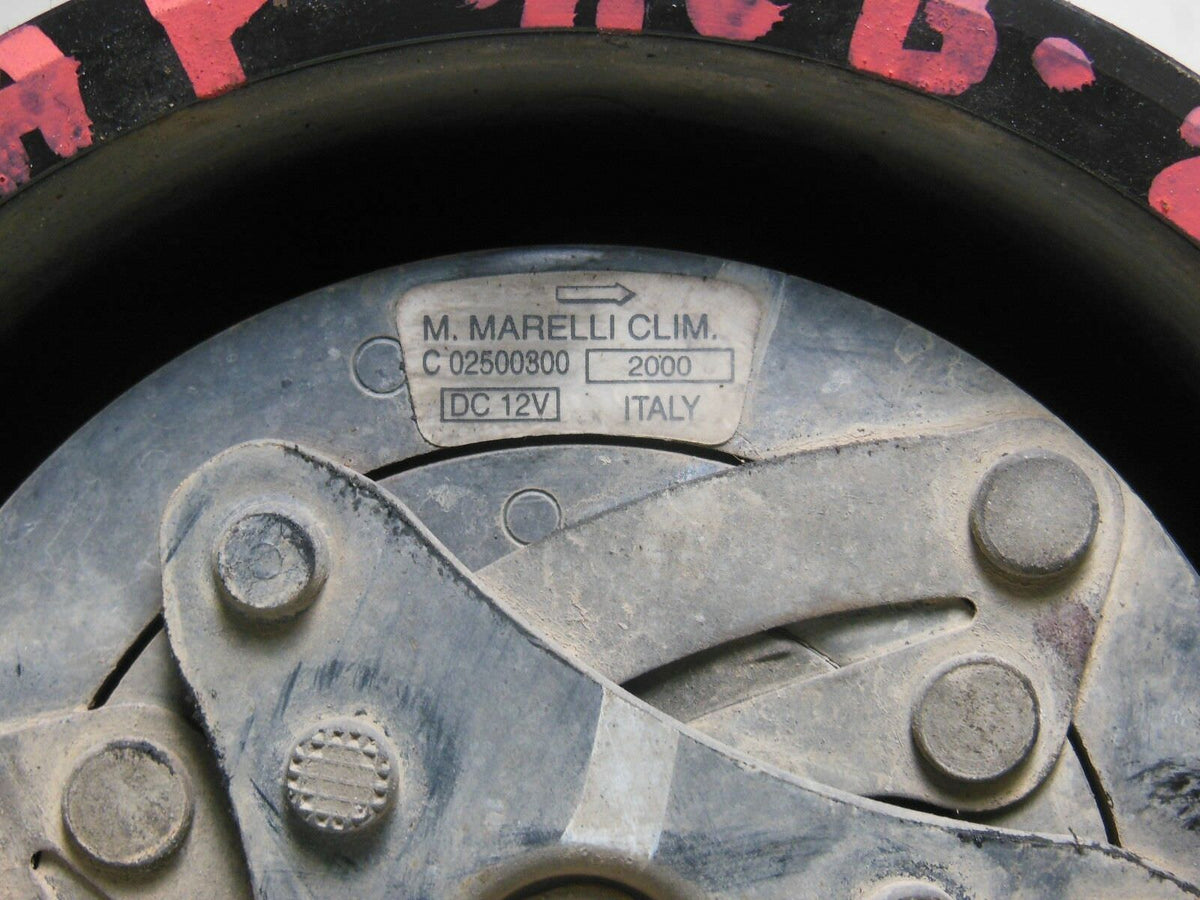 M. MARELLI CLIM.
C 02500300 2000
DC 12V ITALY